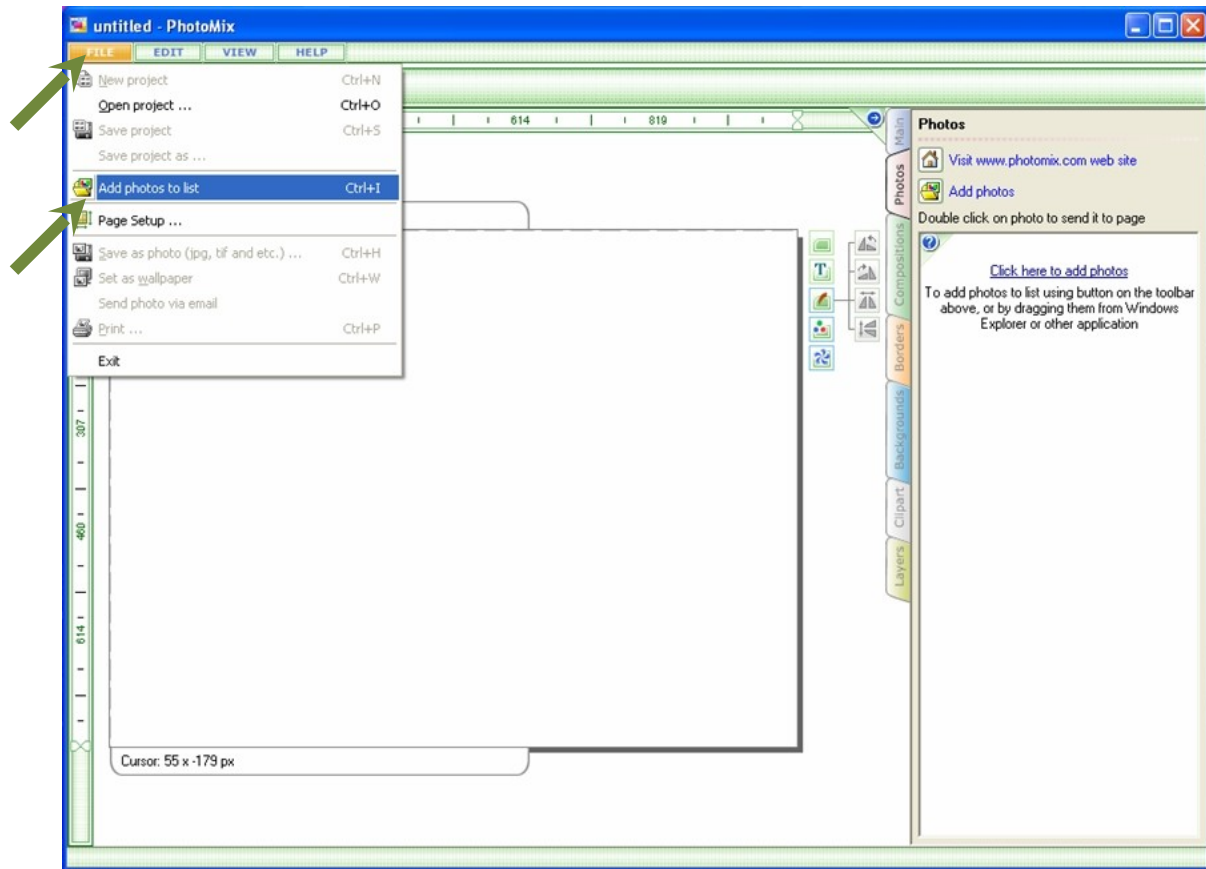 untitled - PhotoMix
FILE EDIT VIEW HELP
New project Ctrl+N
Open project ... Ctrl+O
Save project Ctrl+S
Save project as ...
Add photos to list Ctrl+I
Page Setup ...
Save as photo (jpg, tif and etc.) ... Ctrl+H
Set as wallpaper Ctrl+W
Send photo via email
Print ... Ctrl+P
Exit
614 819
307
460
614
Cursor: 55 x -179 px
Main
Photos
Compositions
Borders
Backgrounds
Clipart
Layers
Photos
Visit www.photomix.com web site
Add photos
Double click on photo to send it to page
Click here to add photos
To add photos to list using button on the toolbar
above, or by dragging them from Windows
Explorer or other application